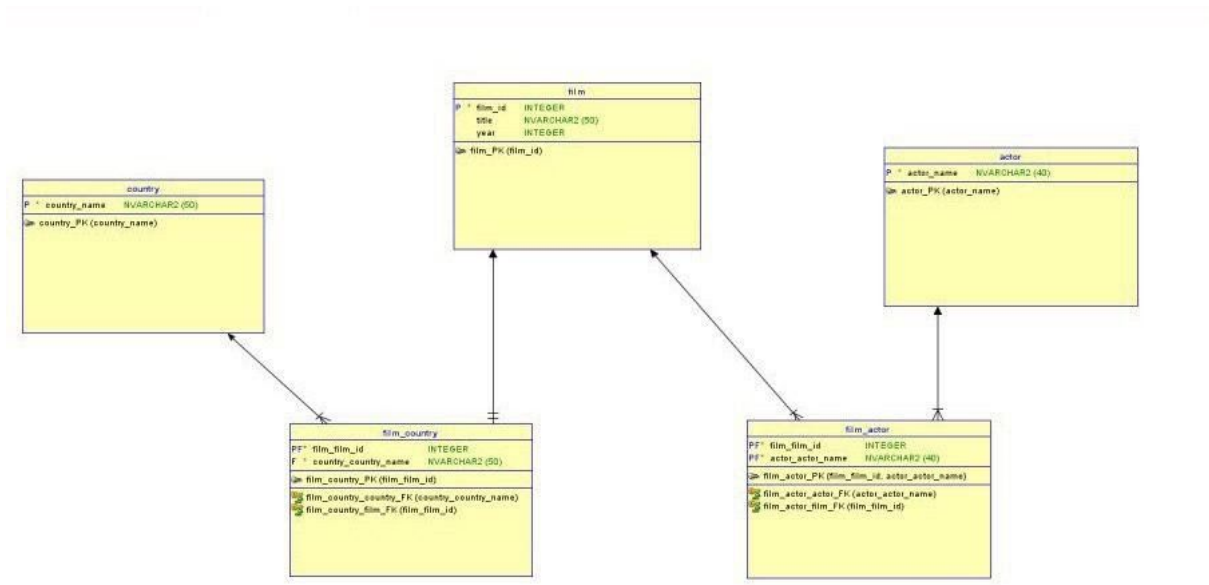 film
P * film_id INTEGER
title NVARCHAR2 (50)
year INTEGER
film_PK (film_id)
actor
P * actor_name NVARCHAR2 (40)
actor_PK (actor_name)
country
P * country_name NVARCHAR2 (50)
country_PK (country_name)
film_country
PF* film_film_id INTEGER
F * country_country_name NVARCHAR2 (50)
film_country_PK (film_film_id)
film_country_country_FK (country_country_name)
film_country_film_FK (film_film_id)
film_actor
PF* film_film_id INTEGER
PF* actor_actor_name NVARCHAR2 (40)
film_actor_PK (film_film_id, actor_actor_name)
film_actor_actor_FK (actor_actor_name)
film_actor_film_FK (film_film_id)